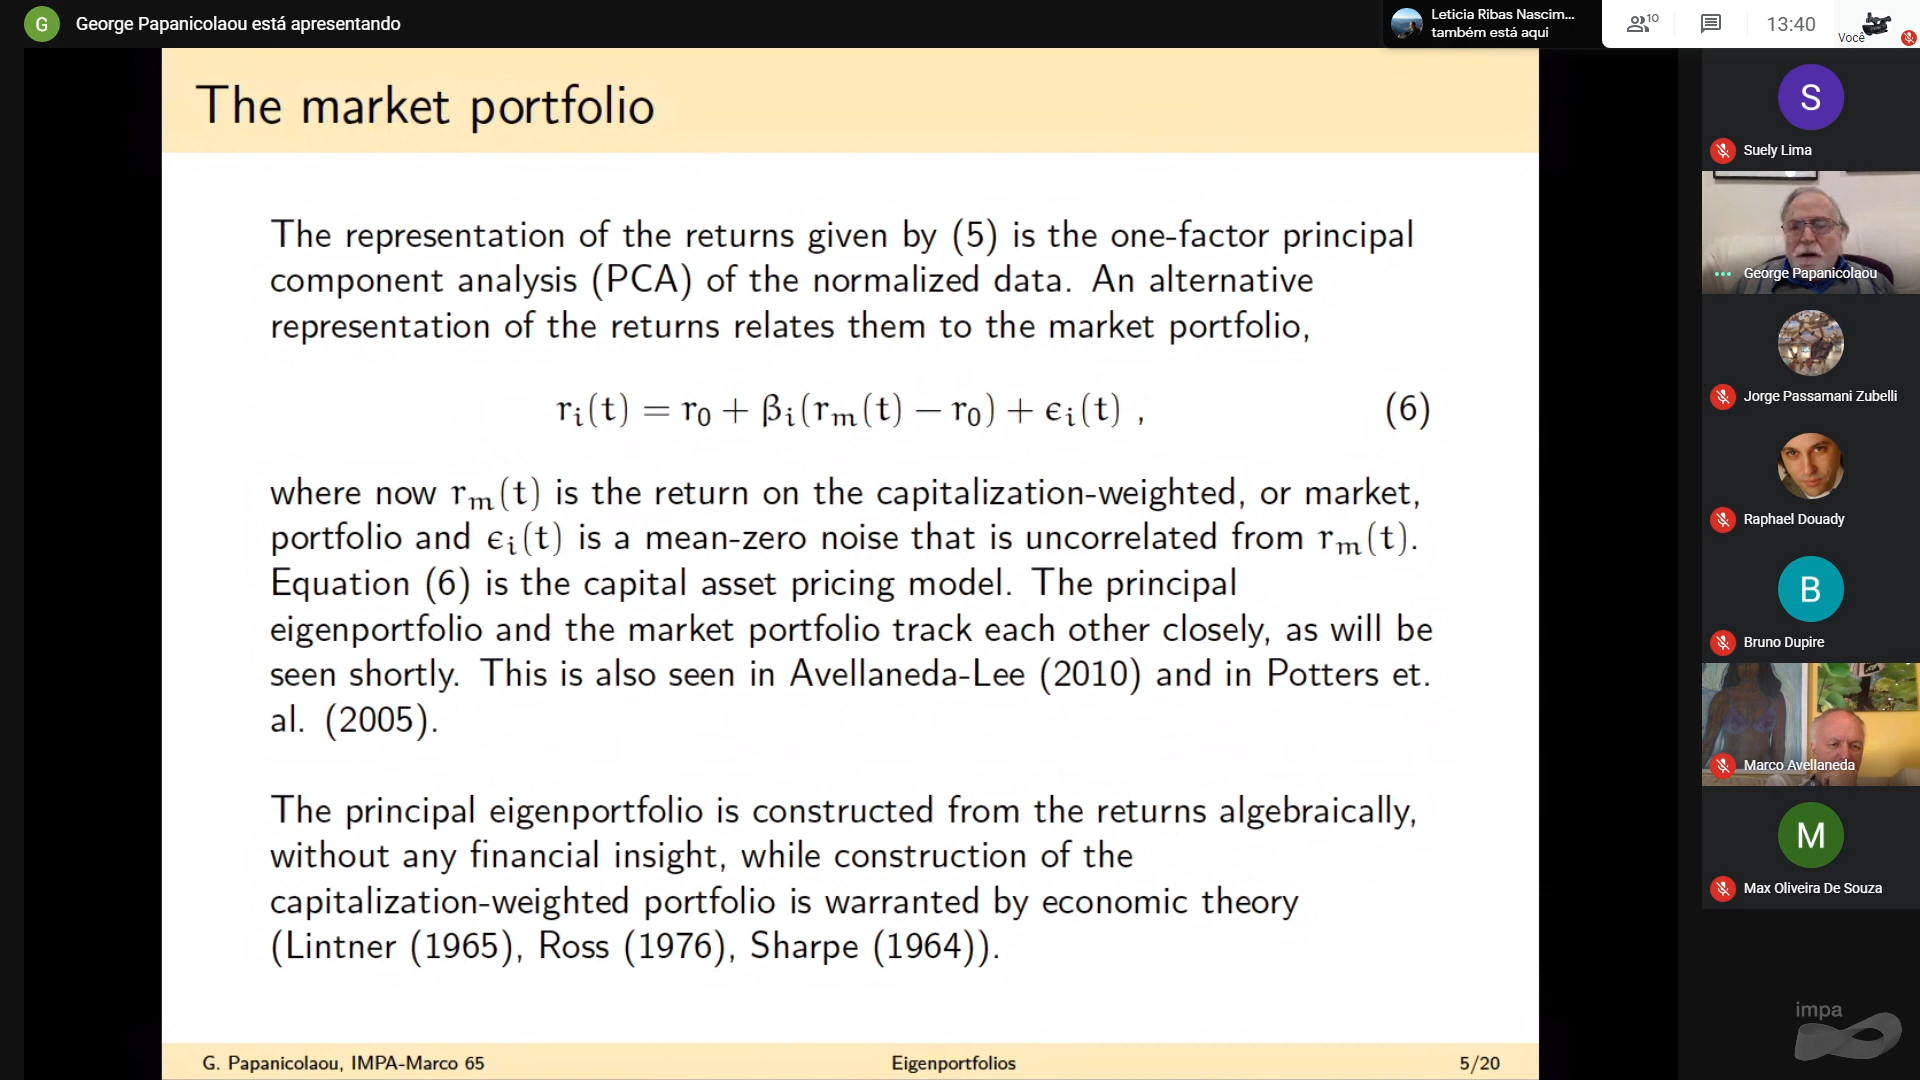 G George Papanicolaou está apresentando
Leticia Ribas Nascim...
também está aqui
10
13:40
Você
The market portfolio
The representation of the returns given by (5) is the one-factor principal
component analysis (PCA) of the normalized data. An alternative
representation of the returns relates them to the market portfolio,
rᵢ(t) = r₀ + βᵢ(rₘ(t) − r₀) + ϵᵢ(t) , (6)
where now rₘ(t) is the return on the capitalization-weighted, or market,
portfolio and ϵᵢ(t) is a mean-zero noise that is uncorrelated from rₘ(t).
Equation (6) is the capital asset pricing model. The principal
eigenportfolio and the market portfolio track each other closely, as will be
seen shortly. This is also seen in Avellaneda-Lee (2010) and in Potters et.
al. (2005).
The principal eigenportfolio is constructed from the returns algebraically,
without any financial insight, while construction of the
capitalization-weighted portfolio is warranted by economic theory
(Lintner (1965), Ross (1976), Sharpe (1964)).
G. Papanicolaou, IMPA-Marco 65
Eigenportfolios
5/20
S
Suely Lima
George Papanicolaou
Jorge Passamani Zubelli
Raphael Douady
B
Bruno Dupire
Marco Avellaneda
M
Max Oliveira De Souza
impa